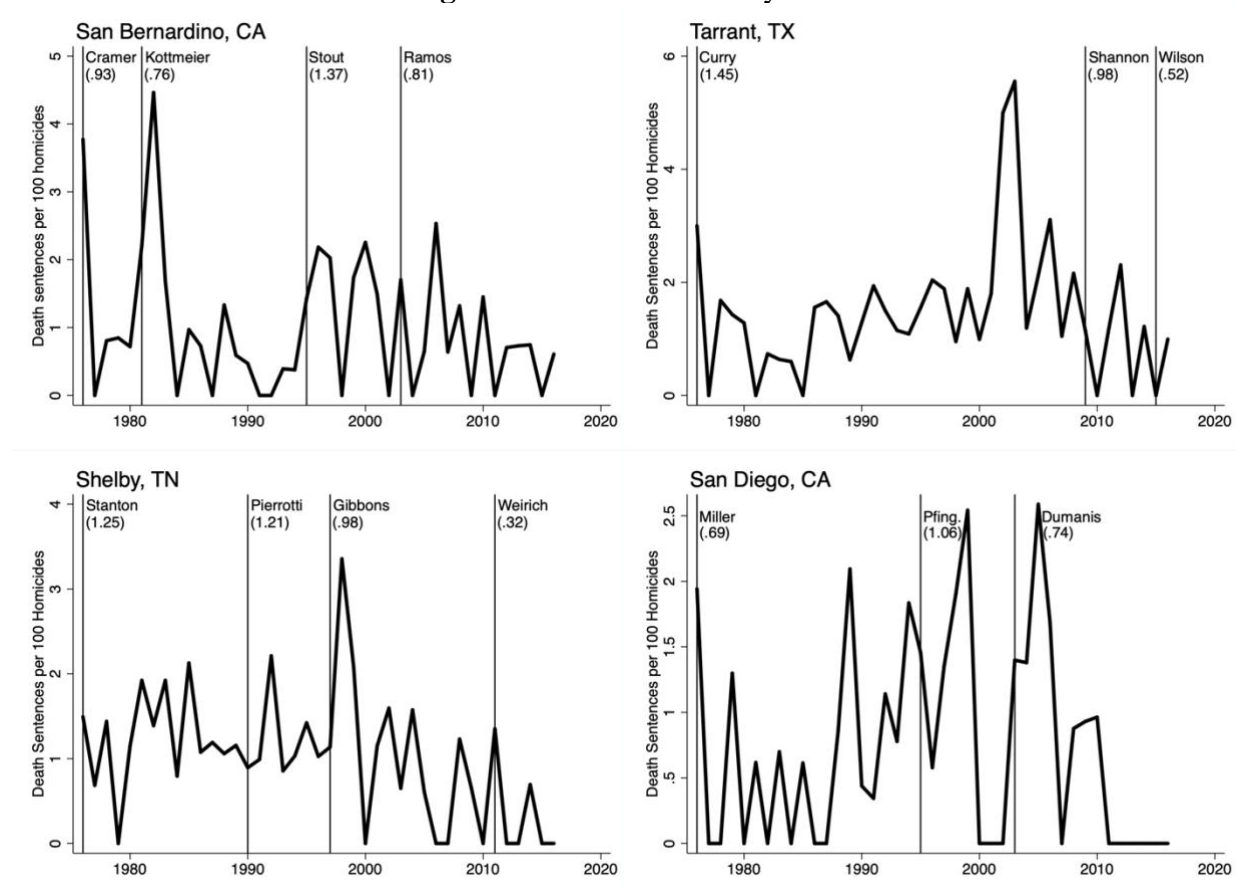 San Bernardino, CA
Cramer
(.93)
Kottmeier
(.76)
Stout
(1.37)
Ramos
(.81)
Death sentences per 100 homicides
5
4
3
2
1
0
1980 1990 2000 2010 2020
Tarrant, TX
Curry
(1.45)
Shannon
(.98)
Wilson
(.52)
Death Sentences per 100 Homicides
6
4
2
0
1980 1990 2000 2010 2020
Shelby, TN
Stanton
(1.25)
Pierrotti
(1.21)
Gibbons
(.98)
Weirich
(.32)
Death Sentences per 100 Homicides
4
3
2
1
0
1980 1990 2000 2010 2020
San Diego, CA
Miller
(.69)
Pfing.
(1.06)
Dumanis
(.74)
Death Sentences per 100 Homicides
2.5
2
1.5
1
.5
0
1980 1990 2000 2010 2020